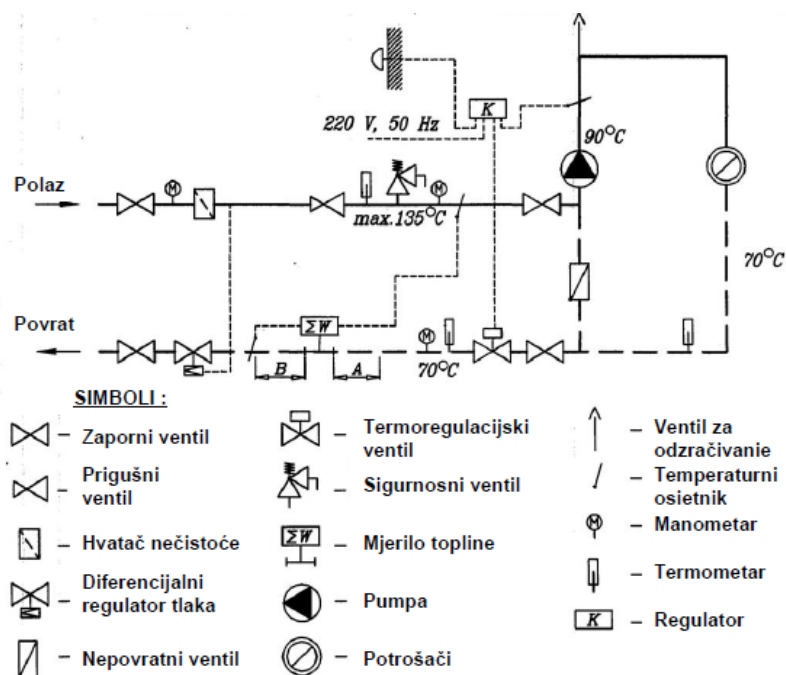 K
220 V, 50 Hz
90°C
Polaz
M
M
max.135°C
70°C
Povrat
ΣW
M
B
A
70°C
SIMBOLI :
– Zaporni ventil
– Prigušni
ventil
– Hvatač nečistoće
– Diferencijalni
regulator tlaka
– Nepovratni ventil
– Termoregulacijski
ventil
– Sigurnosni ventil
ΣW – Mjerilo topline
– Pumpa
– Potrošači
– Ventil za
odzračivanje
– Temperaturni
osietnik
M – Manometar
– Termometar
K – Regulator